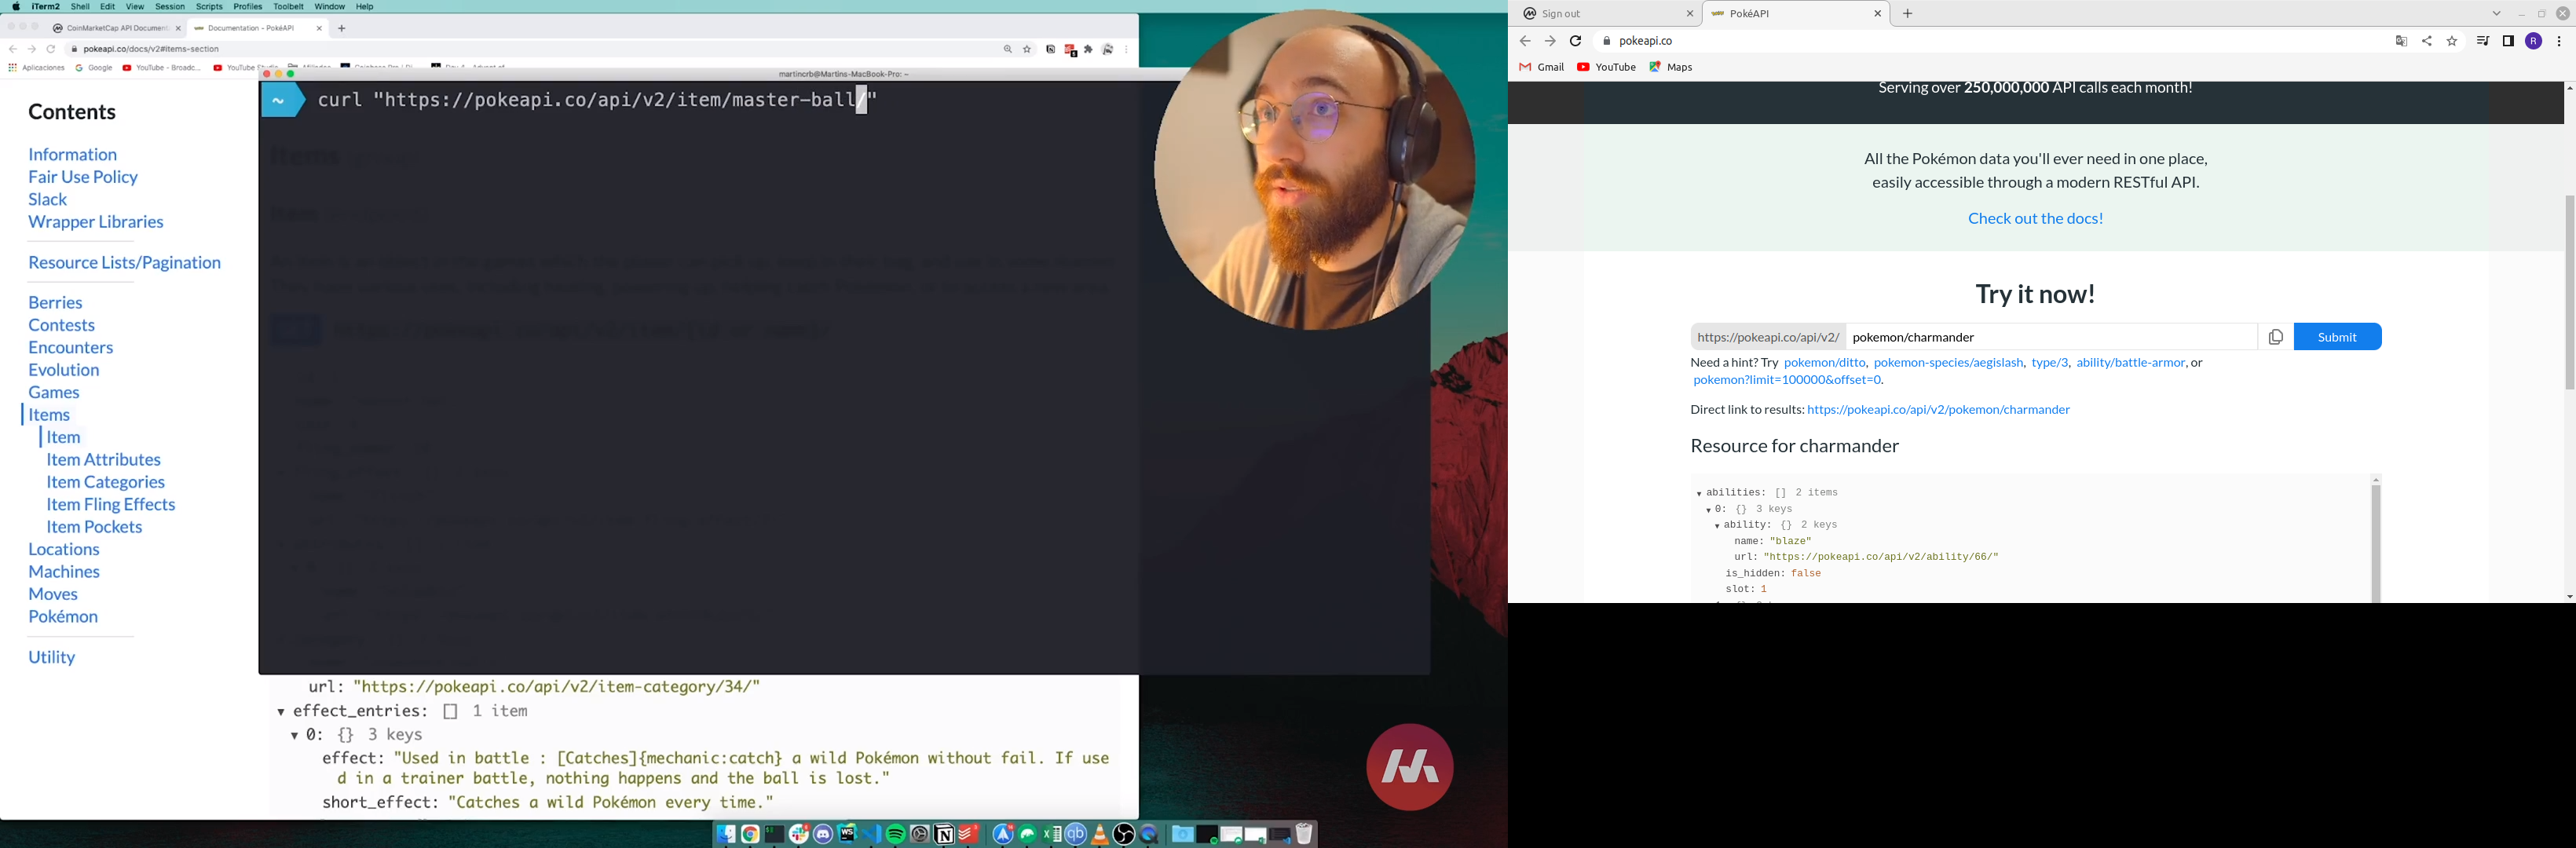 iTerm2 Shell Edit View Session Scripts Profiles Toolbelt Window Help
CoinMarketCap API Document
Documentation - PokéAPI
pokeapi.co/docs/v2#items-section
Aplicaciones Google YouTube - Broadc... YouTube Studio
martincrb@Martins-MacBook-Pro: ~
~ curl "https://pokeapi.co/api/v2/item/master-ball/"
Contents
Information
Fair Use Policy
Slack
Wrapper Libraries
Resource Lists/Pagination
Berries
Contests
Encounters
Evolution
Games
Items
Item
Item Attributes
Item Categories
Item Fling Effects
Item Pockets
Locations
Machines
Moves
Pokémon
Utility
url: "https://pokeapi.co/api/v2/item-category/34/"
effect_entries: [] 1 item
0: {} 3 keys
effect: "Used in battle : [Catches]{mechanic:catch} a wild Pokémon without fail. If use
d in a trainer battle, nothing happens and the ball is lost."
short_effect: "Catches a wild Pokémon every time."
Sign out
PokéAPI
pokeapi.co
R
Gmail YouTube Maps
Serving over 250,000,000 API calls each month!
All the Pokémon data you'll ever need in one place,
easily accessible through a modern RESTful API.
Check out the docs!
Try it now!
https://pokeapi.co/api/v2/ pokemon/charmander Submit
Need a hint? Try pokemon/ditto, pokemon-species/aegislash, type/3, ability/battle-armor, or
pokemon?limit=100000&offset=0.
Direct link to results: https://pokeapi.co/api/v2/pokemon/charmander
Resource for charmander
abilities: [] 2 items
0: {} 3 keys
ability: {} 2 keys
name: "blaze"
url: "https://pokeapi.co/api/v2/ability/66/"
is_hidden: false
slot: 1